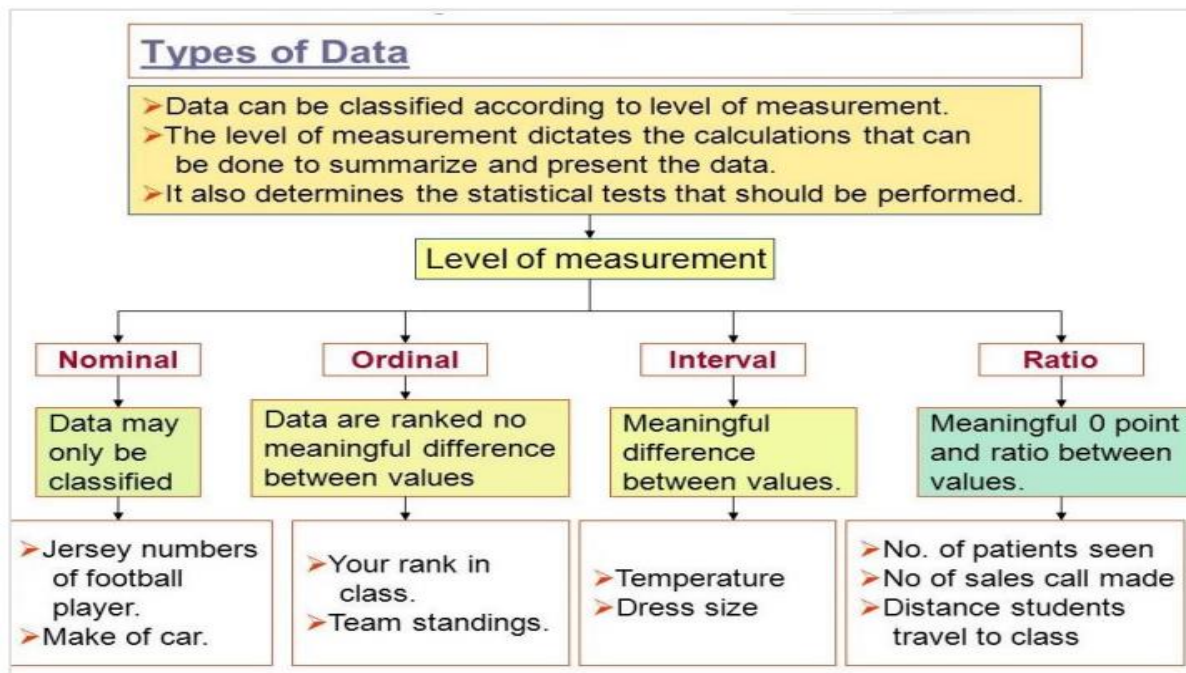 Types of Data
➢Data can be classified according to level of measurement.
➢The level of measurement dictates the calculations that can
be done to summarize and present the data.
➢It also determines the statistical tests that should be performed.
Level of measurement
Nominal
Data may
only be
classified
➢Jersey numbers
of football
player.
➢Make of car.
Ordinal
Data are ranked no
meaningful difference
between values
➢Your rank in
class.
➢Team standings.
Interval
Meaningful
difference
between values.
➢Temperature
➢Dress size
Ratio
Meaningful 0 point
and ratio between
values.
➢No. of patients seen
➢No of sales call made
➢Distance students
travel to class